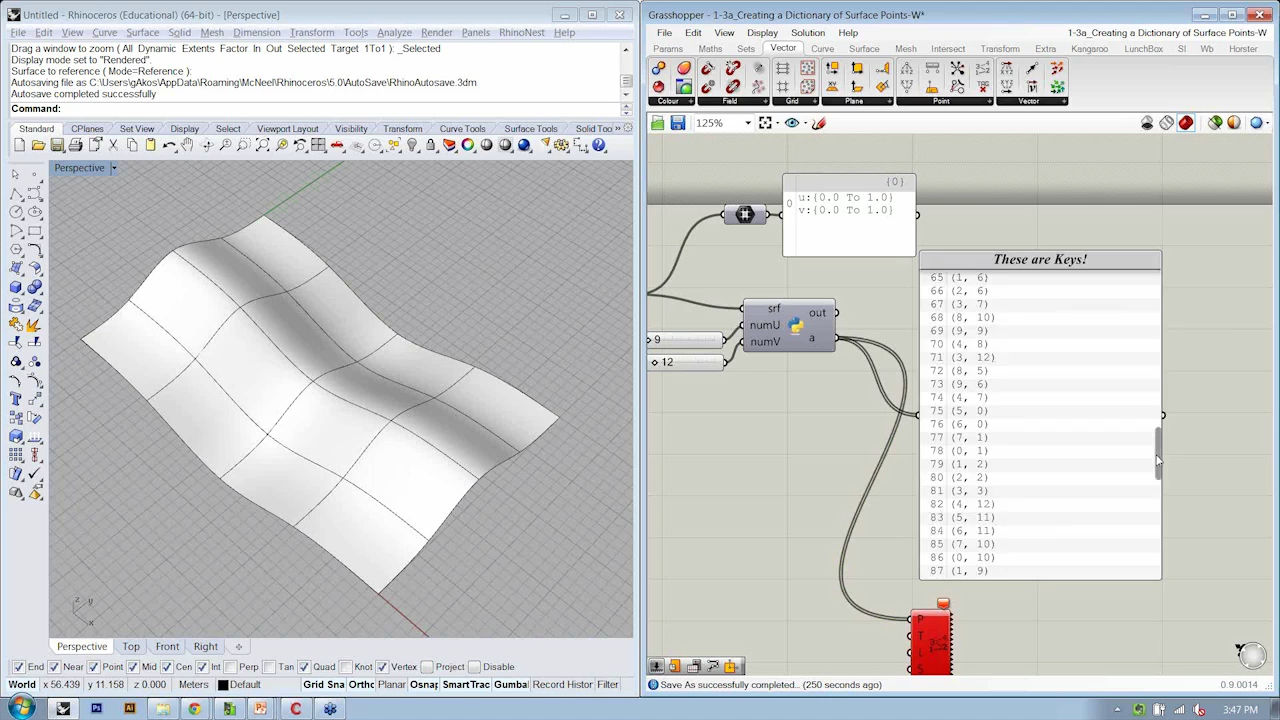 Untitled - Rhinoceros (Educational) (64-bit) - [Perspective]
File Edit View Curve Surface Solid Mesh Dimension Transform Tools Analyze Render Panels RhinoNest Help
Drag a window to zoom ( All Dynamic Extents Factor In Out Selected Target 1To1 ): _Selected
Display mode set to "Rendered".
Surface to reference ( Mode=Reference ):
Autosaving file as C:\Users\gAkos\AppData\Roaming\McNeel\Rhinoceros\5.0\AutoSave\RhinoAutosave.3dm
Autosave completed successfully
Command:
Standard CPlanes Set View Display Select Viewport Layout Visibility Transform Curve Tools Surface Tools Solid Too
Perspective
z y
x
Perspective Top Front Right
End Near Point Mid Cen Int Perp Tan Quad Knot Vertex Project Disable
World x 56.439 y 11.158 z 0.000 Meters Default Grid Sna Ortho Planar Osnap SmartTrac Gumba Record Histor Filter
Grasshopper - 1-3a_Creating a Dictionary of Surface Points-W*
File Edit View Display Solution Help
1-3a_Creating a Dictionary of Surface Points-W*
Params Maths Sets Vector Curve Surface Mesh Intersect Transform Extra Kangaroo LunchBox SI Wb Horster
Colour Field Grid Plane Point Vector
125%
{0}
0 u:{0.0 To 1.0}
v:{0.0 To 1.0}
srf
numU
numV
out
a
9
12
These are Keys!
65 (1, 6)
66 (2, 6)
67 (3, 7)
68 (8, 10)
69 (9, 9)
70 (4, 8)
71 (3, 12)
72 (8, 5)
73 (9, 6)
74 (4, 7)
75 (5, 0)
76 (6, 0)
77 (7, 1)
78 (0, 1)
79 (1, 2)
80 (2, 2)
81 (3, 3)
82 (4, 12)
83 (5, 11)
84 (6, 11)
85 (7, 10)
86 (0, 10)
87 (1, 9)
P
T
L
S
Save As successfully completed... (250 seconds ago)
0.9.0014
3:47 PM